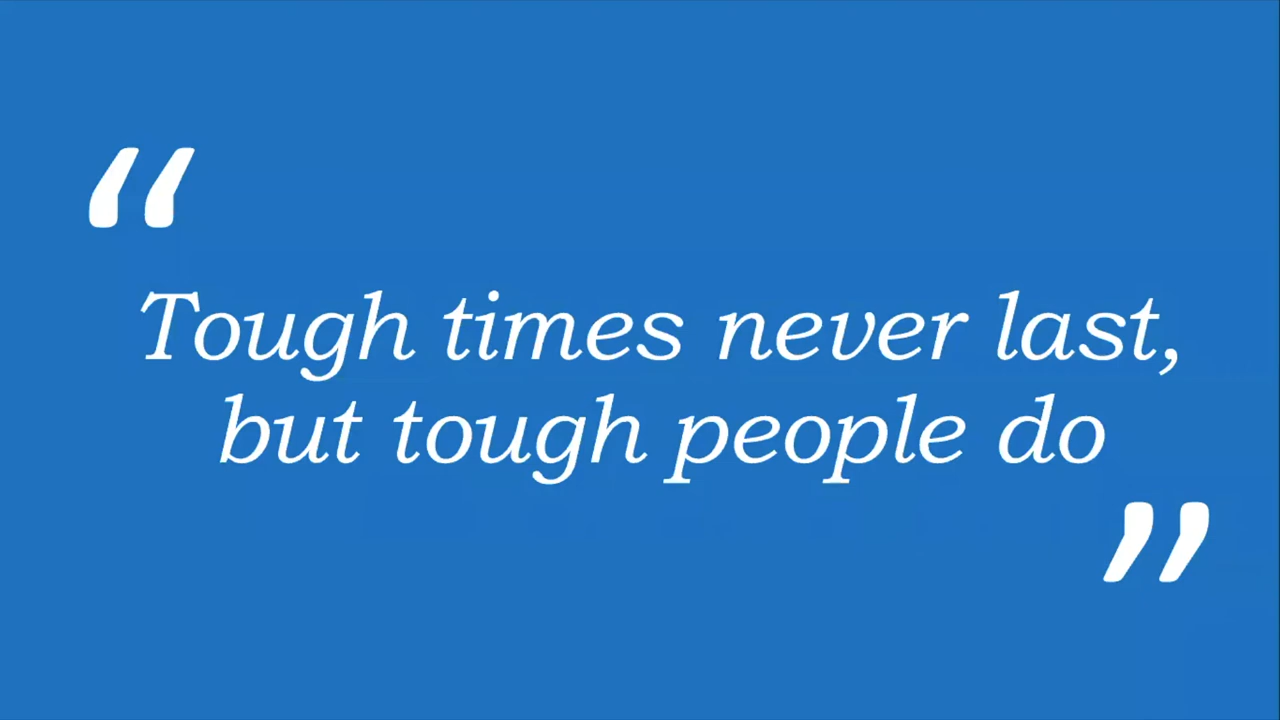 “
Tough times never last,
but tough people do
”